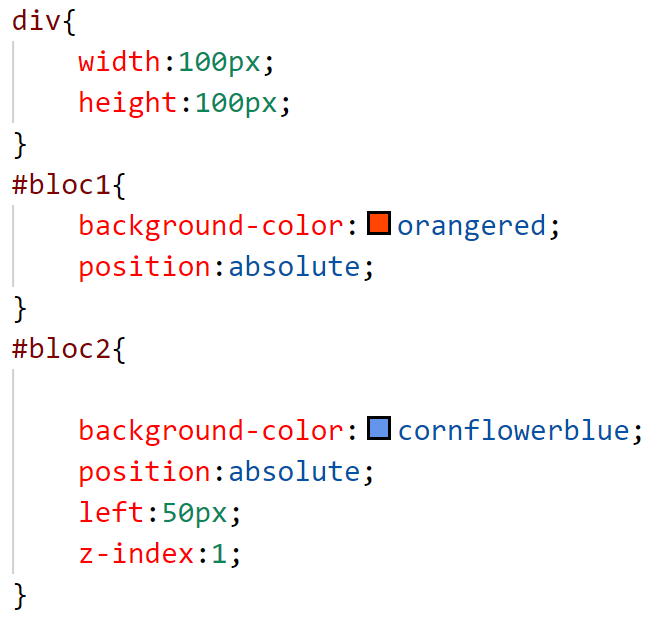 div{
    width:100px;
    height:100px;
}
#bloc1{
    background-color:orangered;
    position:absolute;
}
#bloc2{

    background-color:cornflowerblue;
    position:absolute;
    left:50px;
    z-index:1;
}